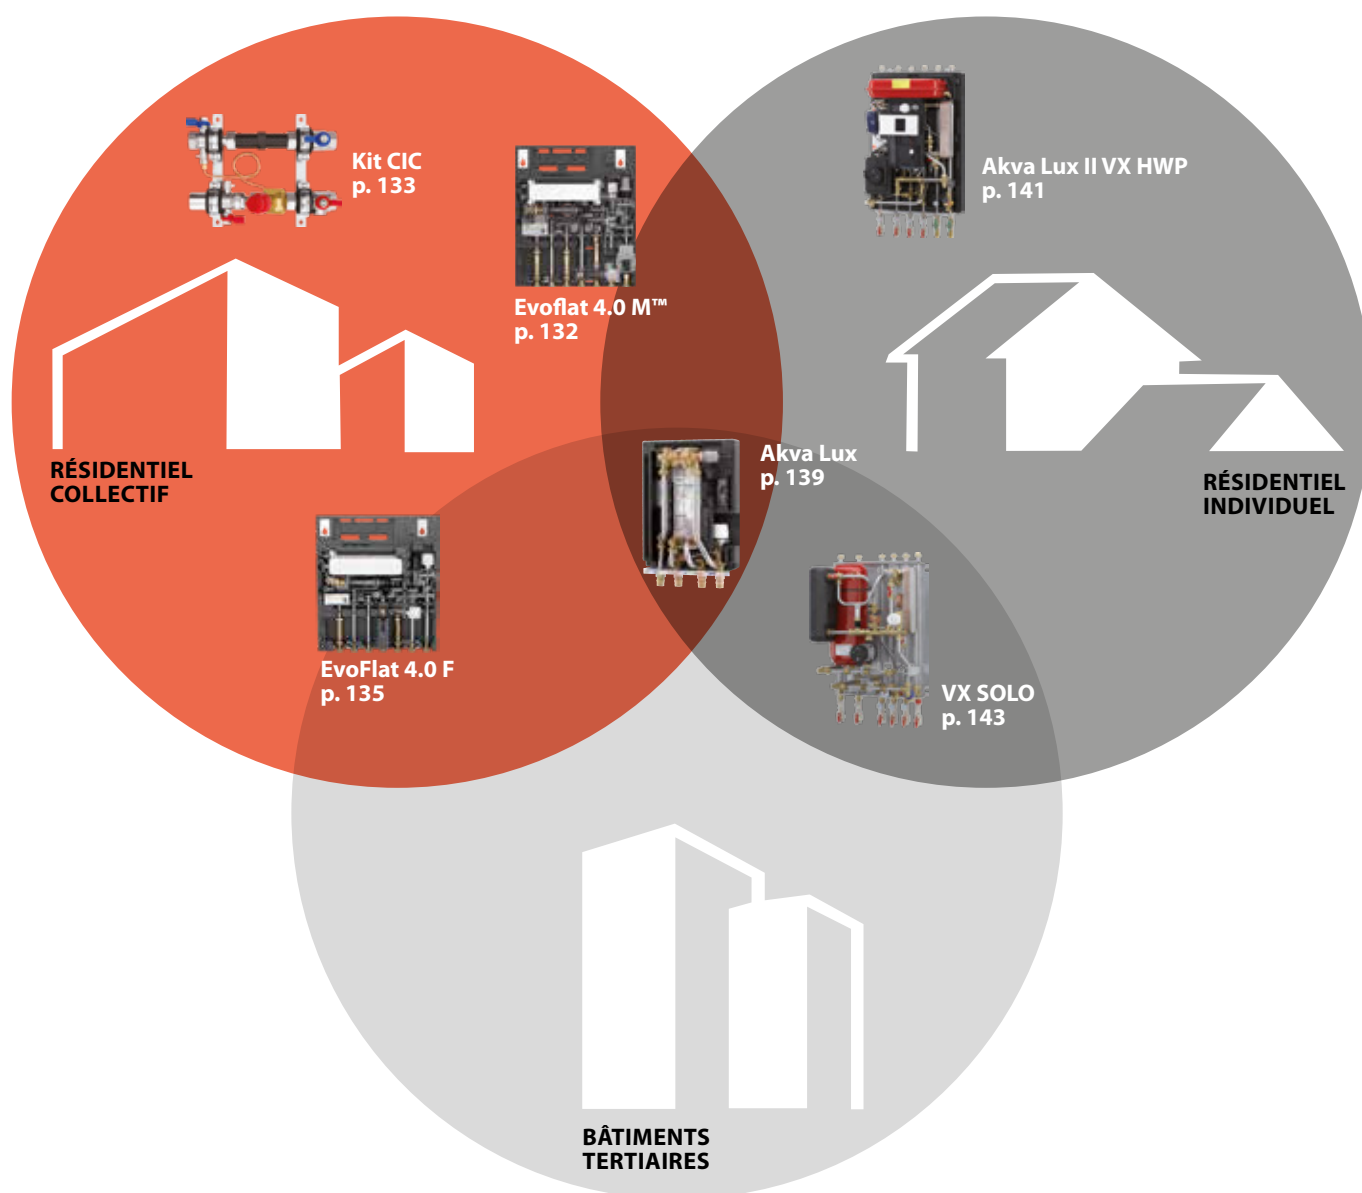 Kit CIC
p. 133
Evoflat 4.0 M™
p. 132
Akva Lux II VX HWP
p. 141
RÉSIDENTIEL
COLLECTIF
Akva Lux
p. 139
RÉSIDENTIEL
INDIVIDUEL
EvoFlat 4.0 F
p. 135
VX SOLO
p. 143
BÂTIMENTS
TERTIAIRES